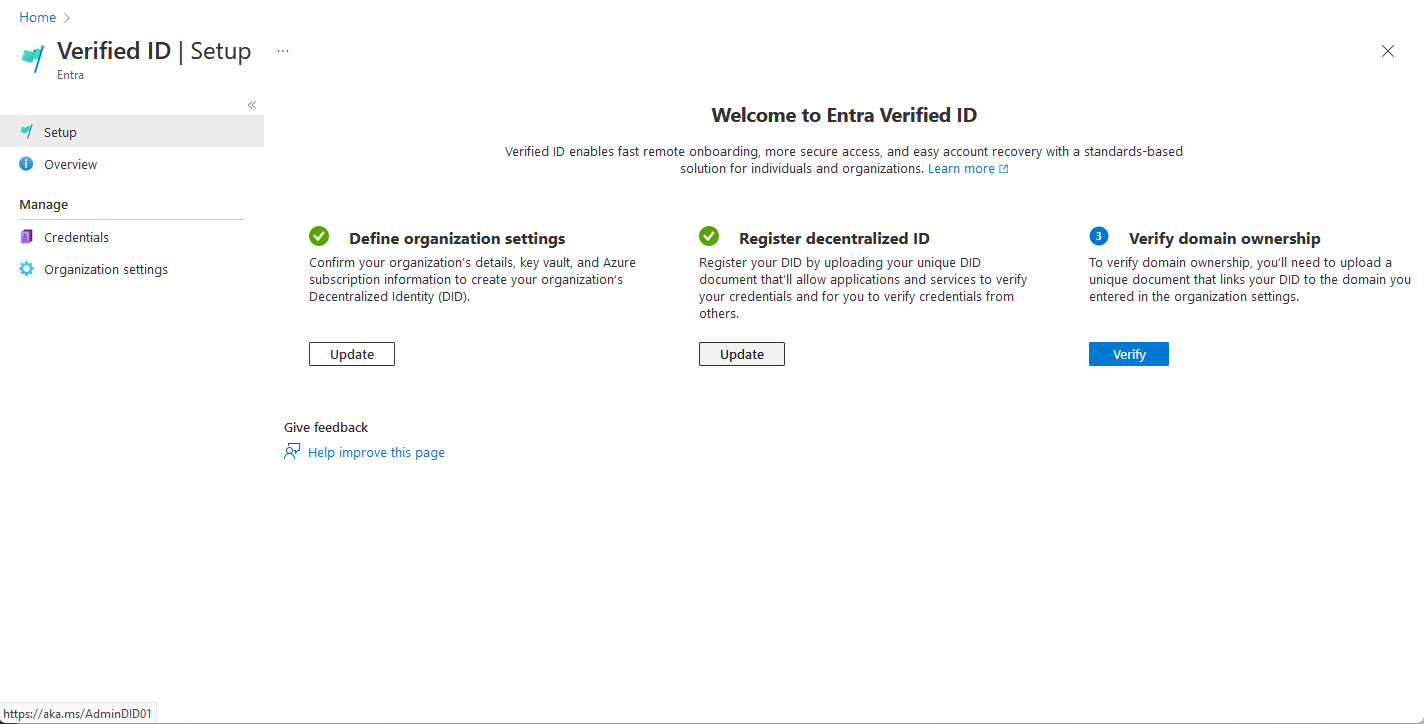 Home
Verified ID | Setup
...
Entra
Setup
Overview
Manage
Credentials
Organization settings
Welcome to Entra Verified ID
Verified ID enables fast remote onboarding, more secure access, and easy account recovery with a standards-based
solution for individuals and organizations. Learn more
Define organization settings
Confirm your organization's details, key vault, and Azure
subscription information to create your organization's
Decentralized Identity (DID).
Update
Register decentralized ID
Register your DID by uploading your unique DID
document that'll allow applications and services to verify
your credentials and for you to verify credentials from
others.
Update
3
Verify domain ownership
To verify domain ownership, you'll need to upload a
unique document that links your DID to the domain you
entered in the organization settings.
Verify
Give feedback
Help improve this page
https://aka.ms/AdminDID01